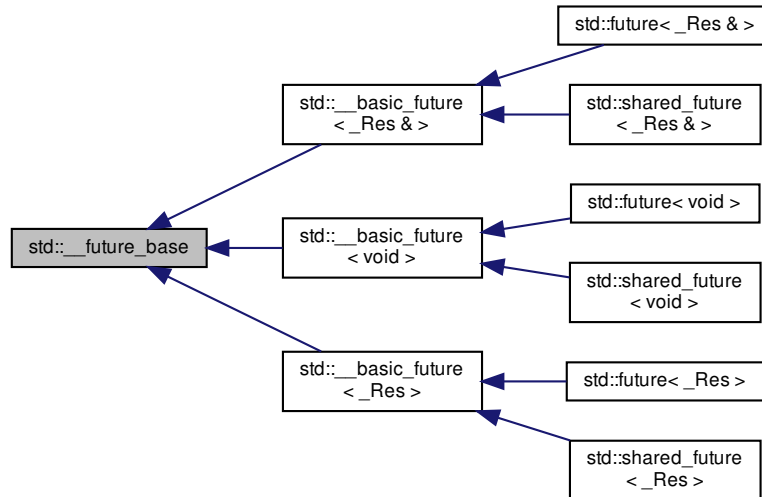 std::future< _Res & >
std::__basic_future
< _Res & >
std::shared_future
< _Res & >
std::future< void >
std::__future_base
std::__basic_future
< void >
std::shared_future
< void >
std::__basic_future
< _Res >
std::future< _Res >
std::shared_future
< _Res >